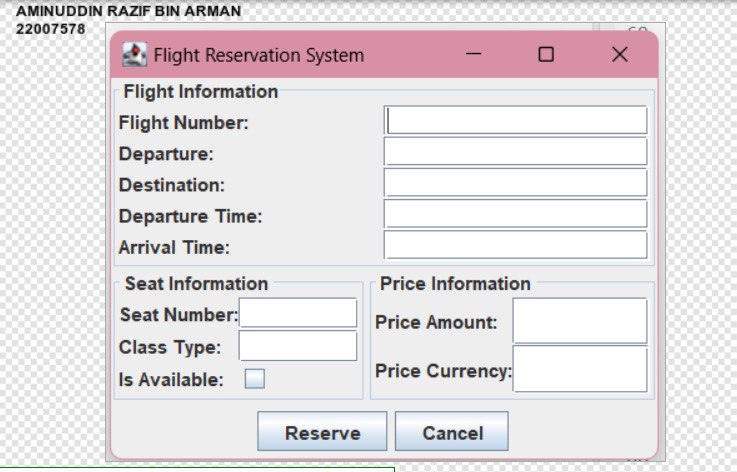 AMINUDDIN RAZIF BIN ARMAN
22007578
Flight Reservation System
Flight Information
Flight Number:
Departure:
Destination:
Departure Time:
Arrival Time:
Seat Information
Seat Number:
Class Type:
Is Available:
Price Information
Price Amount:
Price Currency:
Reserve
Cancel